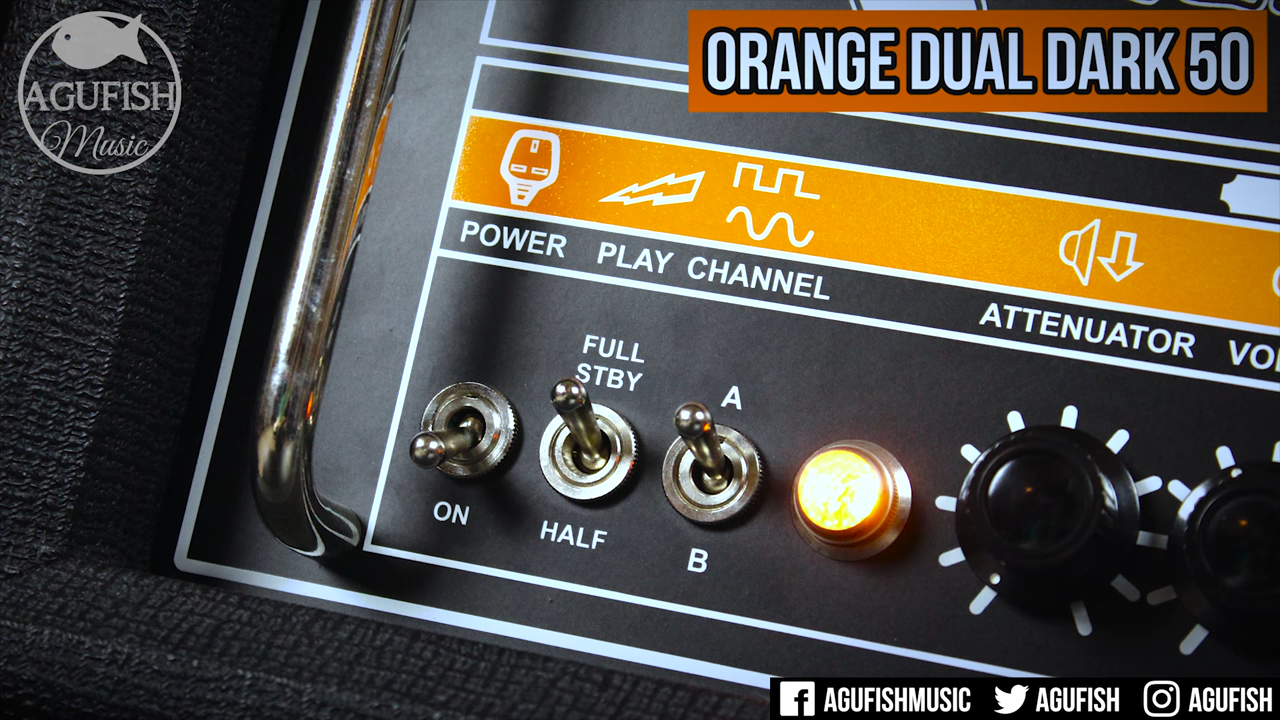 AGUFISH
Music
ORANGE DUAL DARK 50
POWER PLAY CHANNEL
ATTENUATOR
FULL
STBY
A
ON
HALF
B
AGUFISHMUSIC AGUFISH AGUFISH